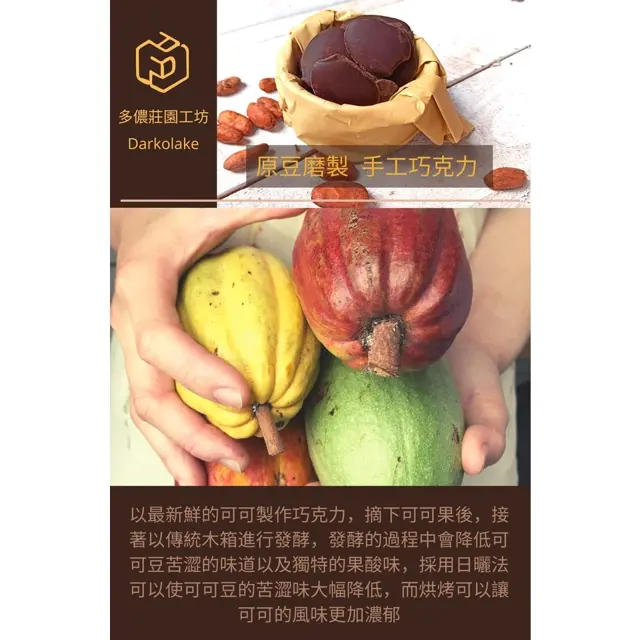 多儂莊園工坊
Darkolake
原豆磨製 手工巧克力
以最新鮮的可可製作巧克力，摘下可可果後，接
著以傳統木箱進行發酵，發酵的過程中會降低可
可豆苦澀的味道以及獨特的果酸味，採用日曬法
可以使可可豆的苦澀味大幅降低，而烘烤可以讓
可可的風味更加濃郁